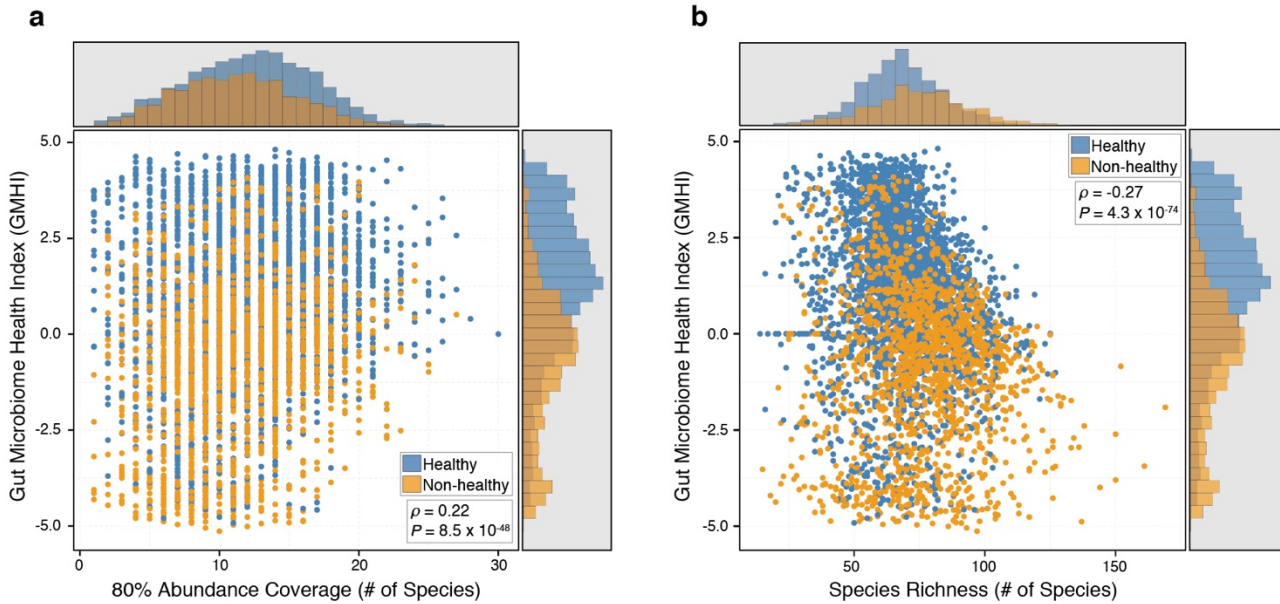 a
Gut Microbiome Health Index (GMHI)
5.0
2.5
0.0
-2.5
-5.0
0
10
20
30
80% Abundance Coverage (# of Species)
Healthy
Non-healthy
ρ = 0.22
P = 8.5 x 10⁻⁴⁸
b
Gut Microbiome Health Index (GMHI)
5.0
2.5
0.0
-2.5
-5.0
50
100
150
Species Richness (# of Species)
Healthy
Non-healthy
ρ = -0.27
P = 4.3 x 10⁻⁷⁴